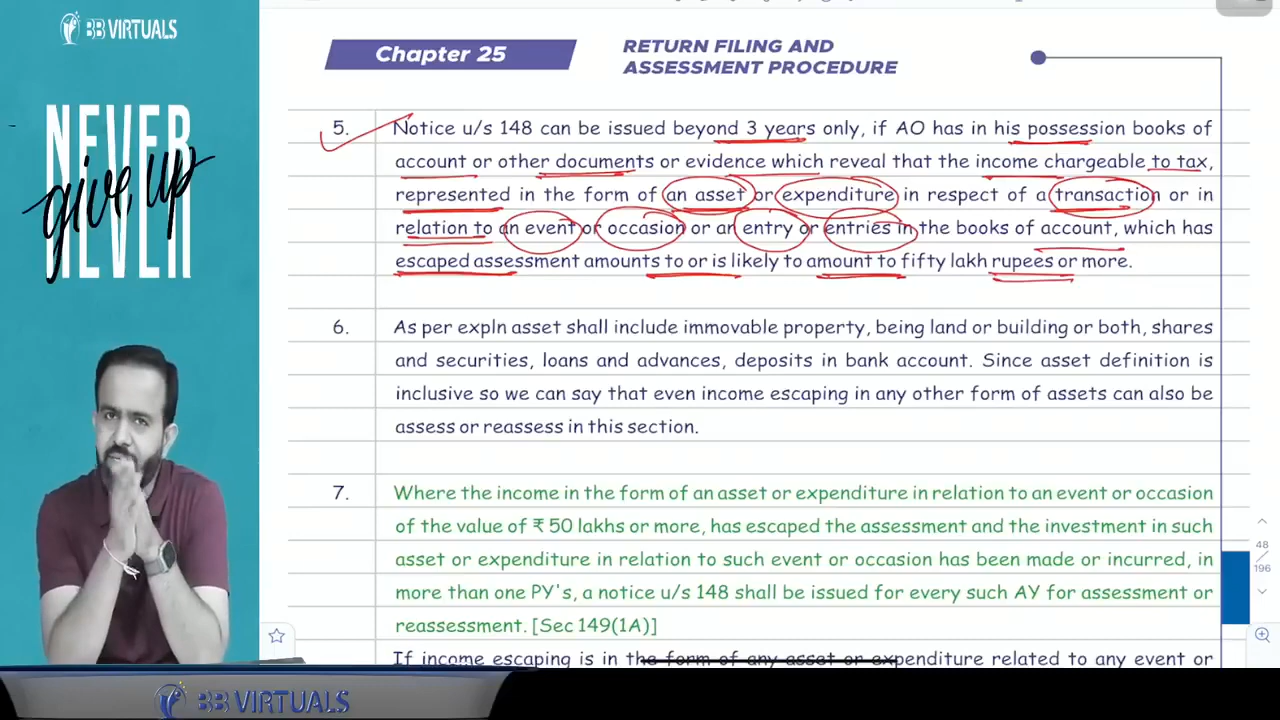 BB VIRTUALS
NEVER
give up
NEVER
Chapter 25
RETURN FILING AND
ASSESSMENT PROCEDURE
5. Notice u/s 148 can be issued beyond 3 years only, if AO has in his possession books of
account or other documents or evidence which reveal that the income chargeable to tax,
represented in the form of an asset or expenditure in respect of a transaction or in
relation to an event or occasion or an entry or entries in the books of account, which has
escaped assessment amounts to or is likely to amount to fifty lakh rupees or more.
6. As per expln asset shall include immovable property, being land or building or both, shares
and securities, loans and advances, deposits in bank account. Since asset definition is
inclusive so we can say that even income escaping in any other form of assets can also be
assess or reassess in this section.
7. Where the income in the form of an asset or expenditure in relation to an event or occasion
of the value of ₹ 50 lakhs or more, has escaped the assessment and the investment in such
asset or expenditure in relation to such event or occasion has been made or incurred, in
more than one PY's, a notice u/s 148 shall be issued for every such AY for assessment or
reassessment. [Sec 149(1A)]
If income escaping is in the form of any asset or expenditure related to any event or
48
196
BB VIRTUALS